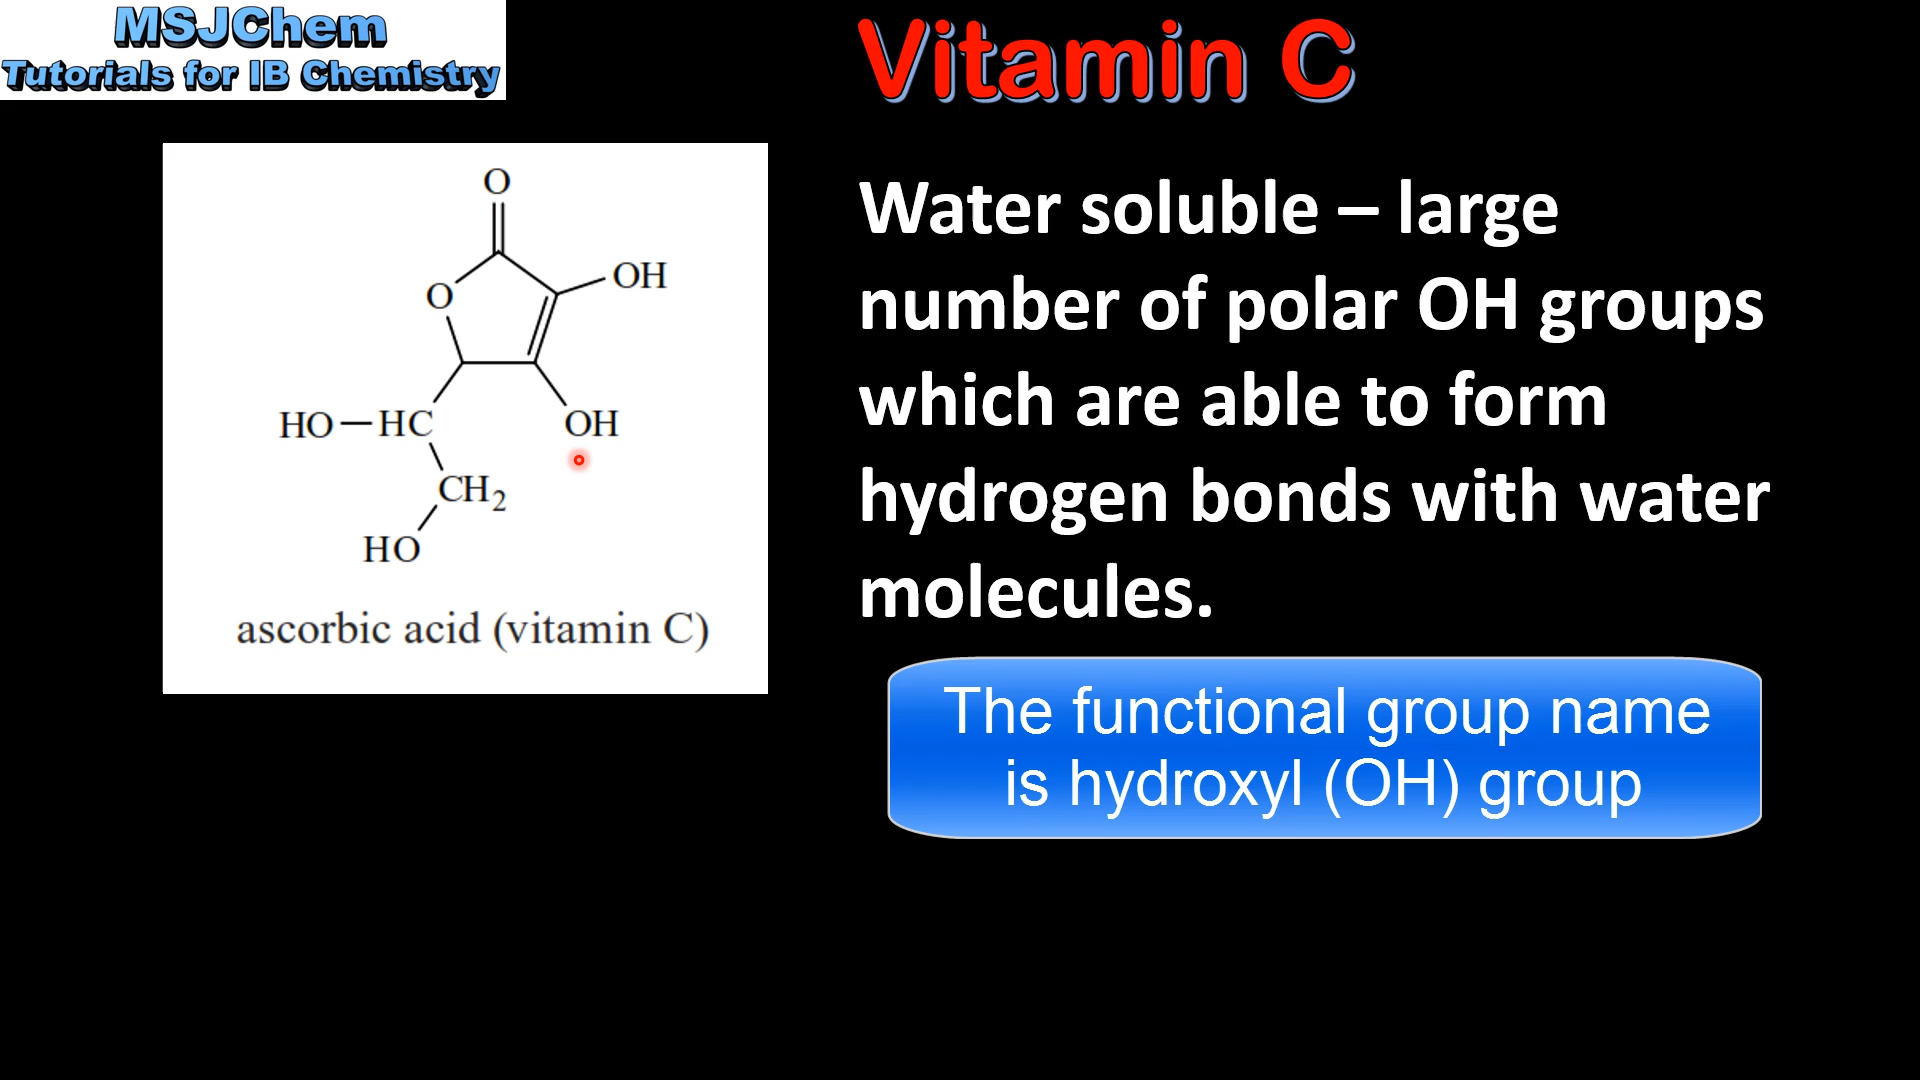 MSJChem
Tutorials for IB Chemistry
Vitamin C
O
OH
O
HO—HC
OH
CH₂
HO
ascorbic acid (vitamin C)
Water soluble – large
number of polar OH groups
which are able to form
hydrogen bonds with water
molecules.
The functional group name
is hydroxyl (OH) group